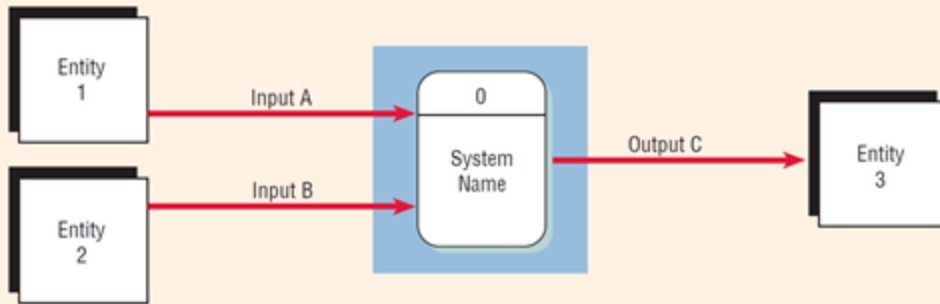 Entity
1
Input A
0
System
Name
Output C
Entity
3
Input B
Entity
2